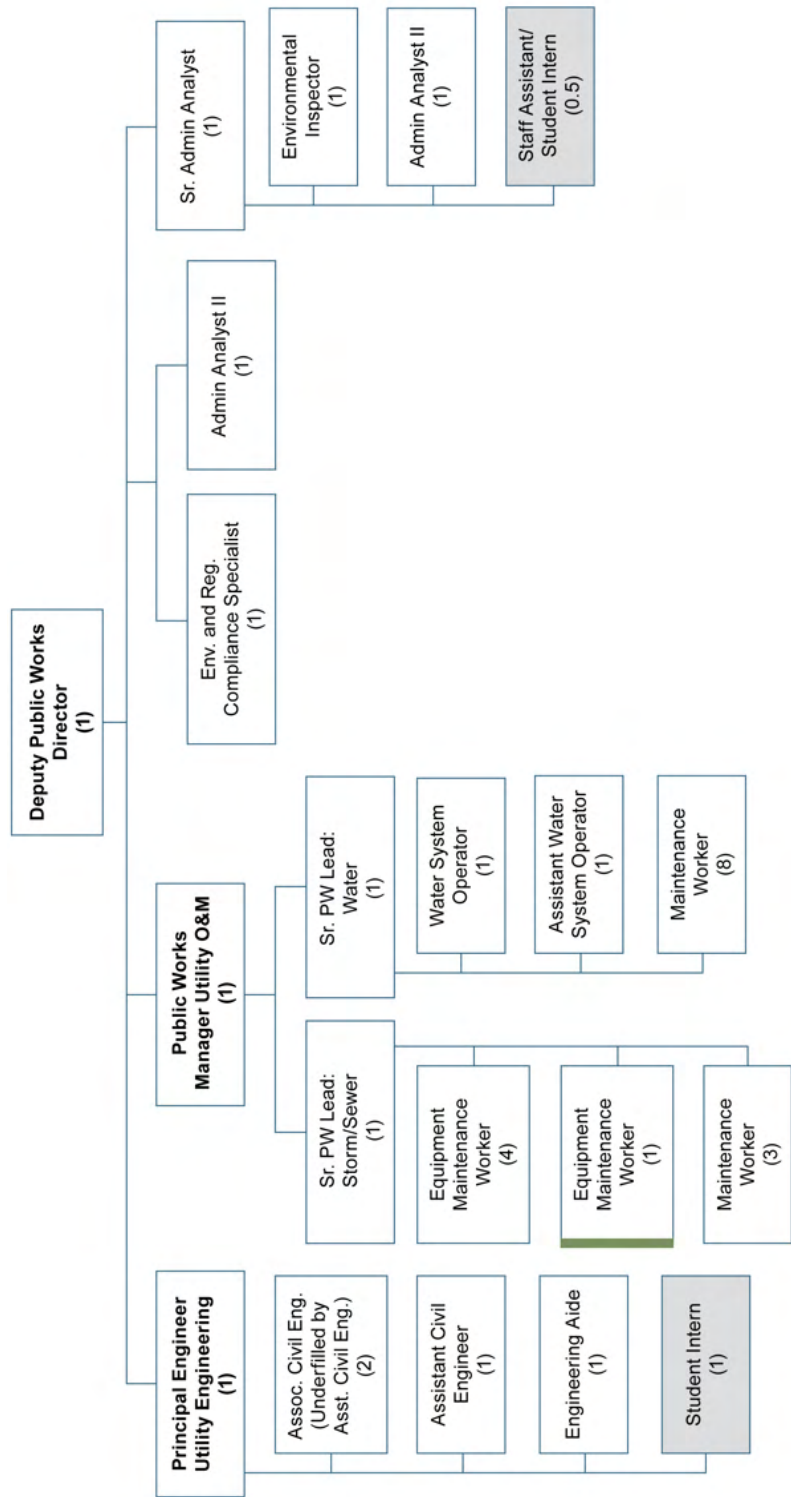 Deputy Public Works
Director
(1)
Principal Engineer
Utility Engineering
(1)
Assoc. Civil Eng.
(Underfilled by
Asst. Civil Eng.)
(2)
Assistant Civil
Engineer
(1)
Engineering Aide
(1)
Student Intern
(1)
Public Works
Manager Utility O&M
(1)
Sr. PW Lead:
Storm/Sewer
(1)
Equipment
Maintenance
Worker
(4)
Equipment
Maintenance
Worker
(1)
Maintenance
Worker
(3)
Sr. PW Lead:
Water
(1)
Water System
Operator
(1)
Assistant Water
System Operator
(1)
Maintenance
Worker
(8)
Env. and Reg.
Compliance Specialist
(1)
Admin Analyst II
(1)
Sr. Admin Analyst
(1)
Environmental
Inspector
(1)
Admin Analyst II
(1)
Staff Assistant/
Student Intern
(0.5)